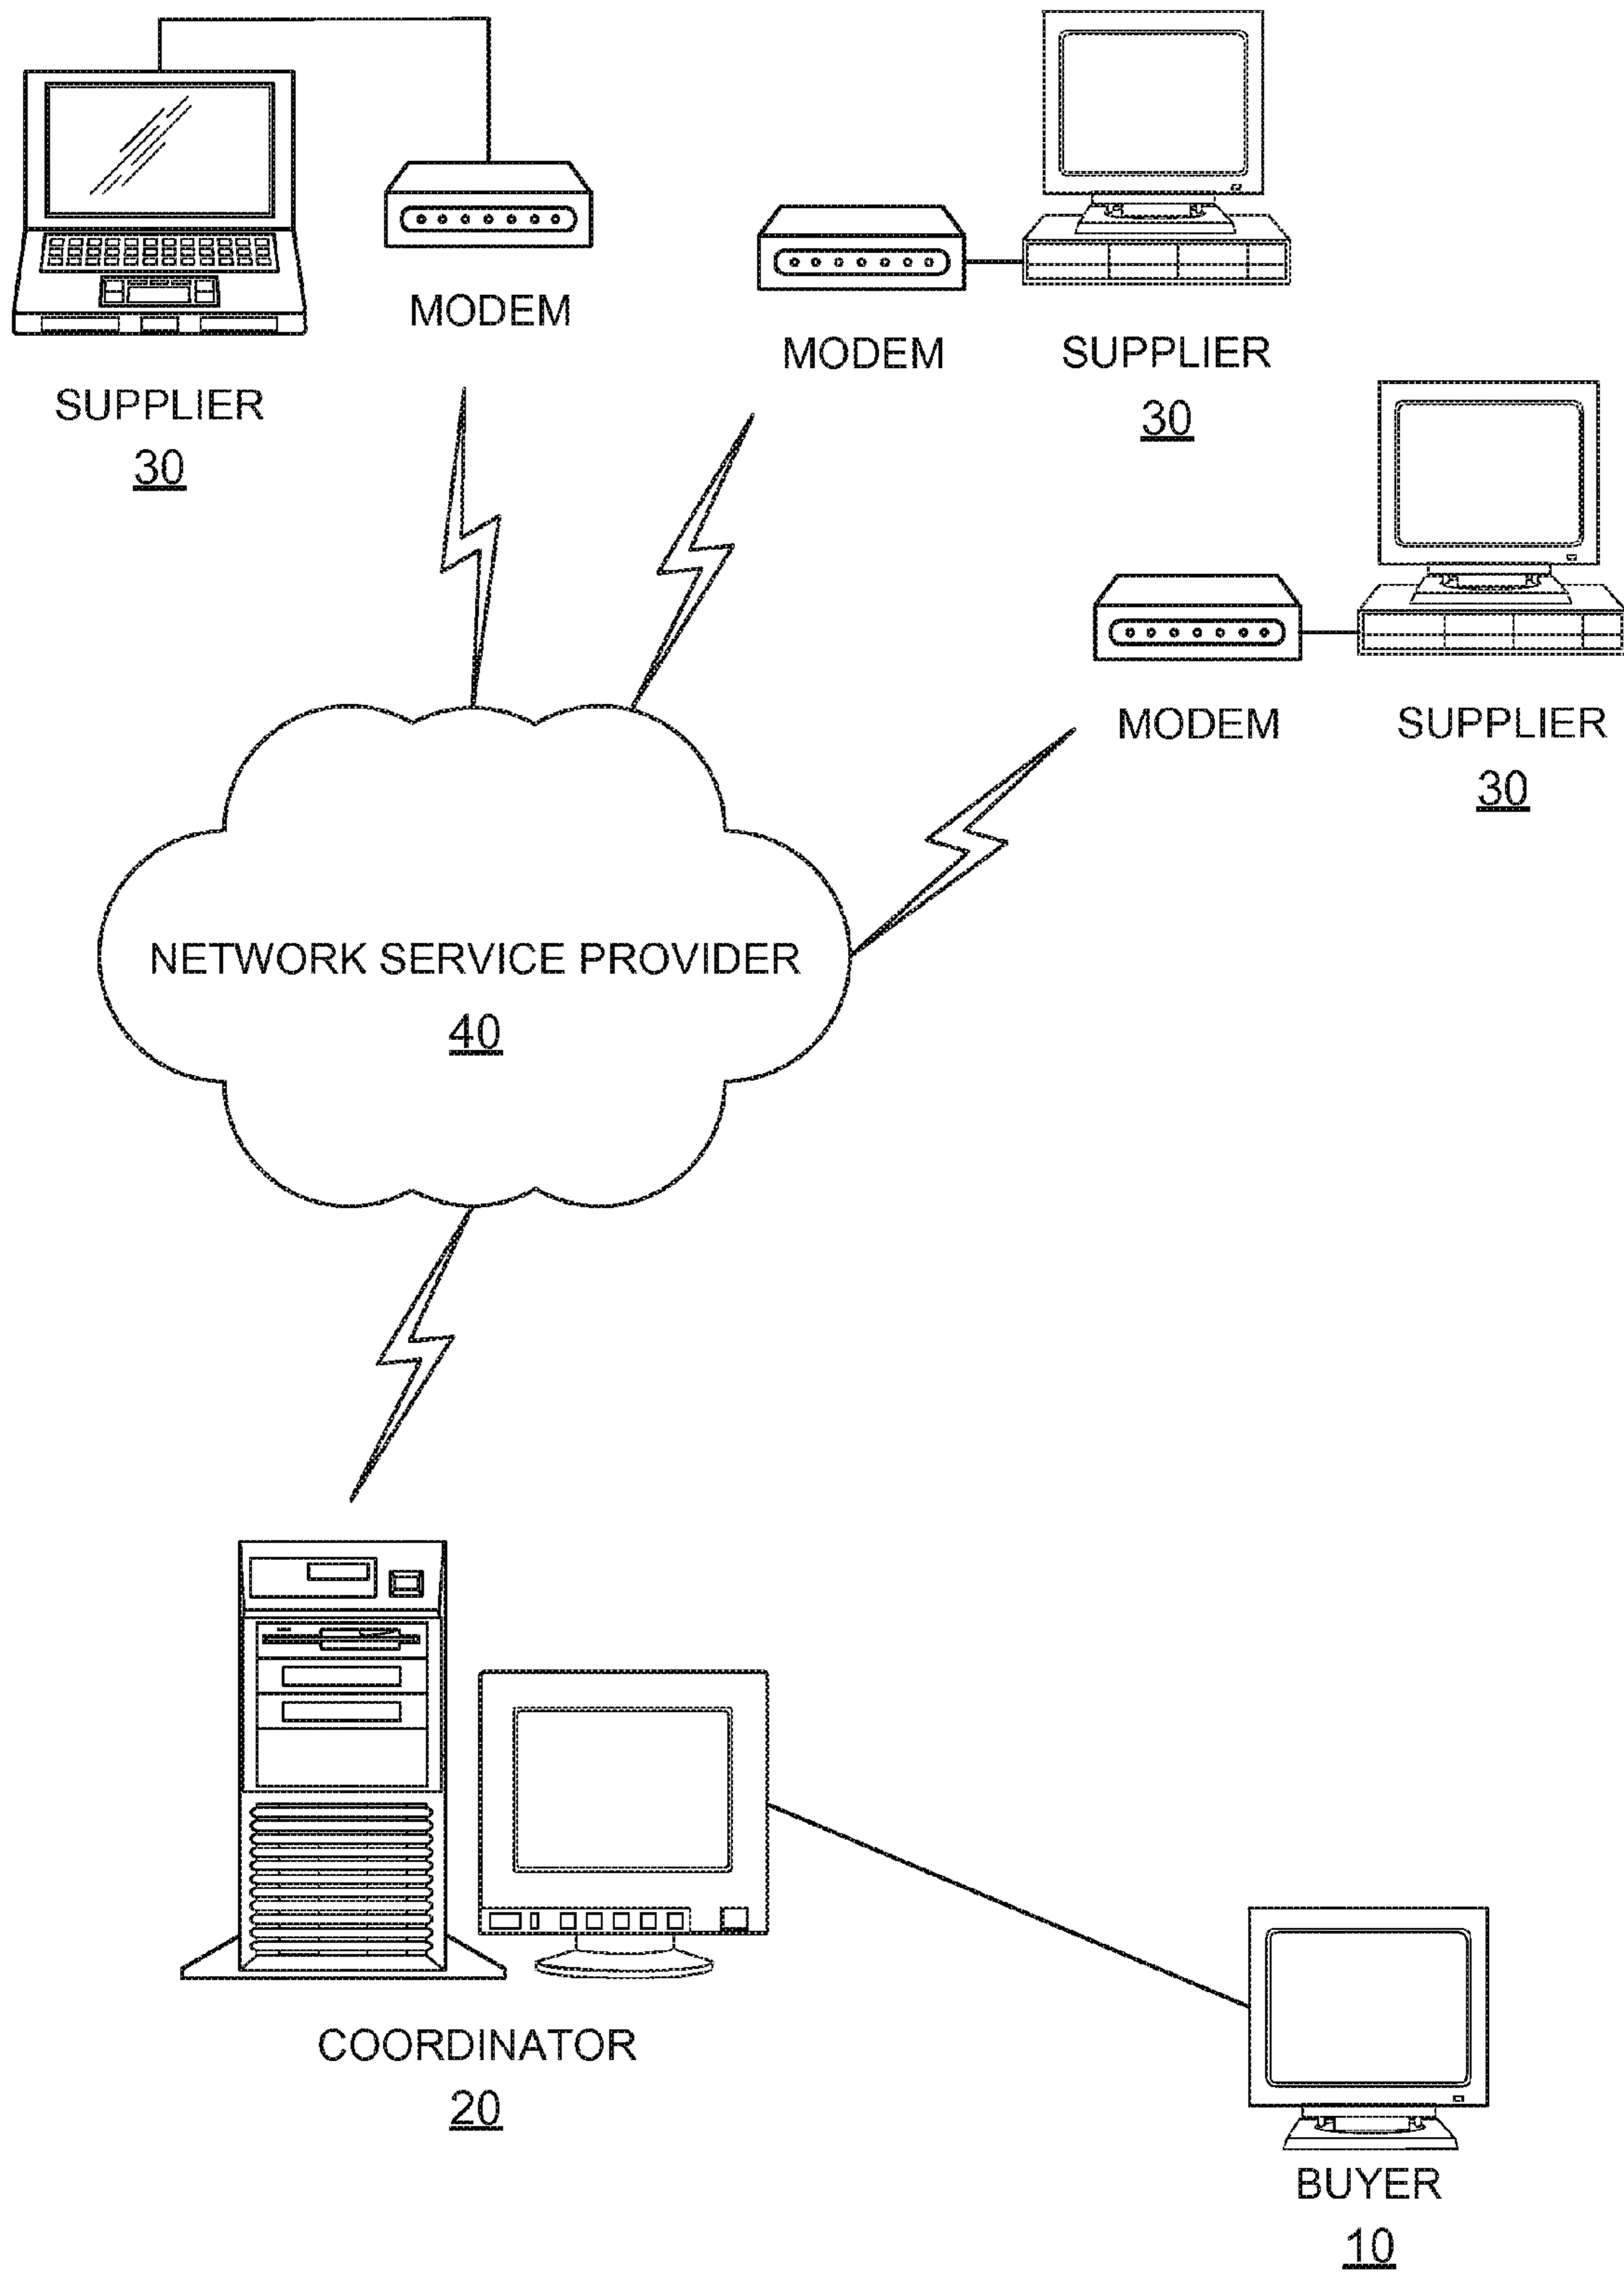 MODEM
SUPPLIER
30
MODEM
SUPPLIER
30
MODEM
SUPPLIER
30
NETWORK SERVICE PROVIDER
40
COORDINATOR
20
BUYER
10